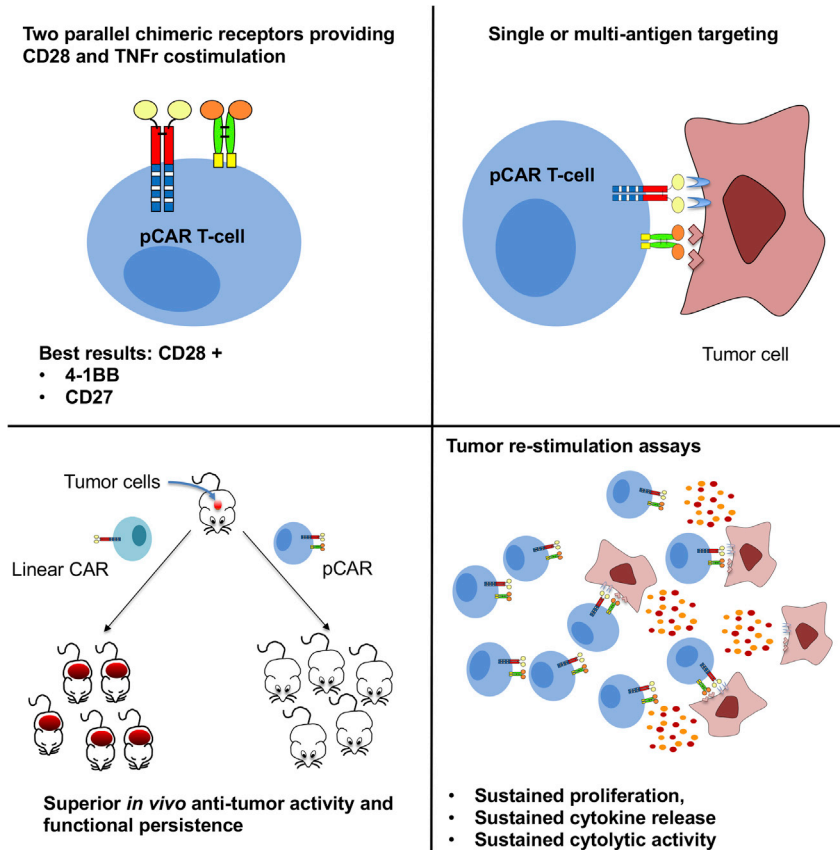 Two parallel chimeric receptors providing
CD28 and TNFr costimulation
pCAR T-cell
Best results: CD28 +
• 4-1BB
• CD27
Single or multi-antigen targeting
pCAR T-cell
Tumor cell
Tumor cells
Linear CAR
pCAR
Superior in vivo anti-tumor activity and
functional persistence
Tumor re-stimulation assays
• Sustained proliferation,
• Sustained cytokine release
• Sustained cytolytic activity